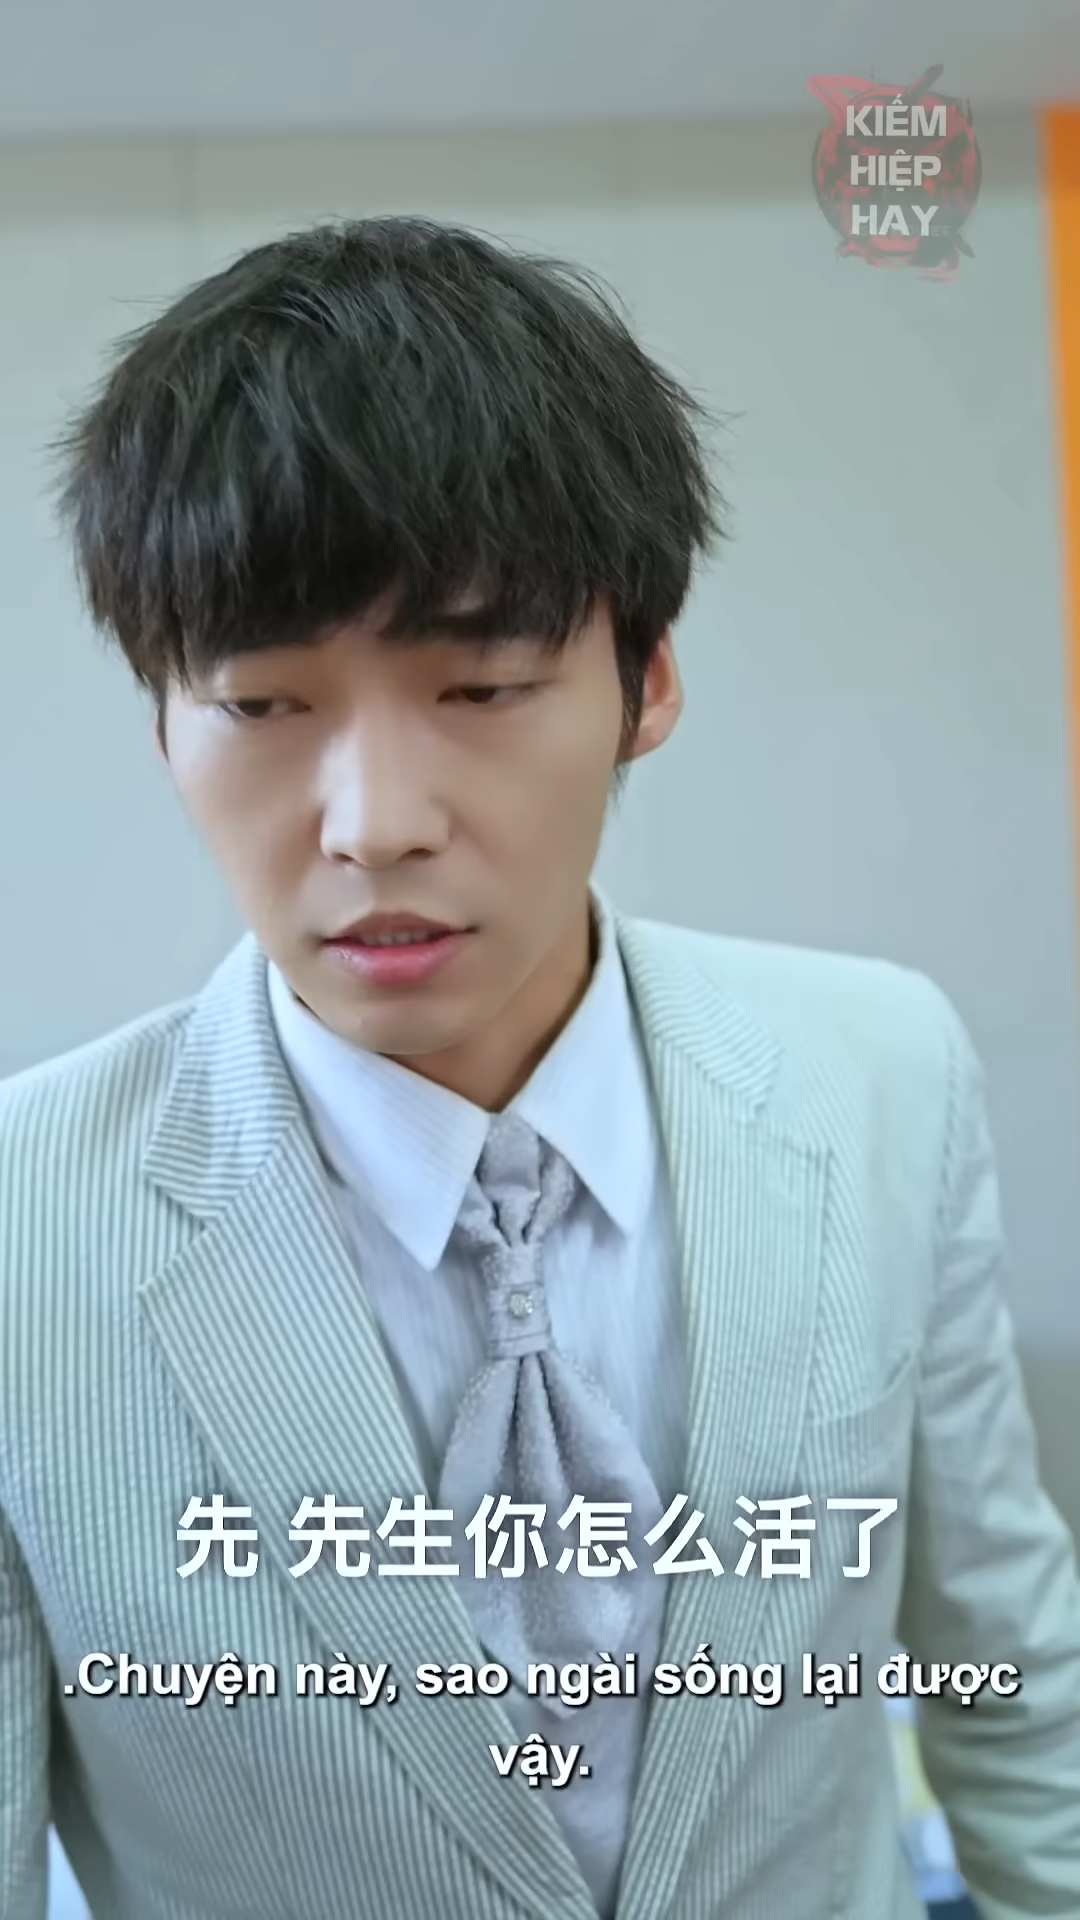 KIẾM
HIỆP
HAY
先 先生你怎么活了
.Chuyện này, sao ngài sống lại được
vậy.